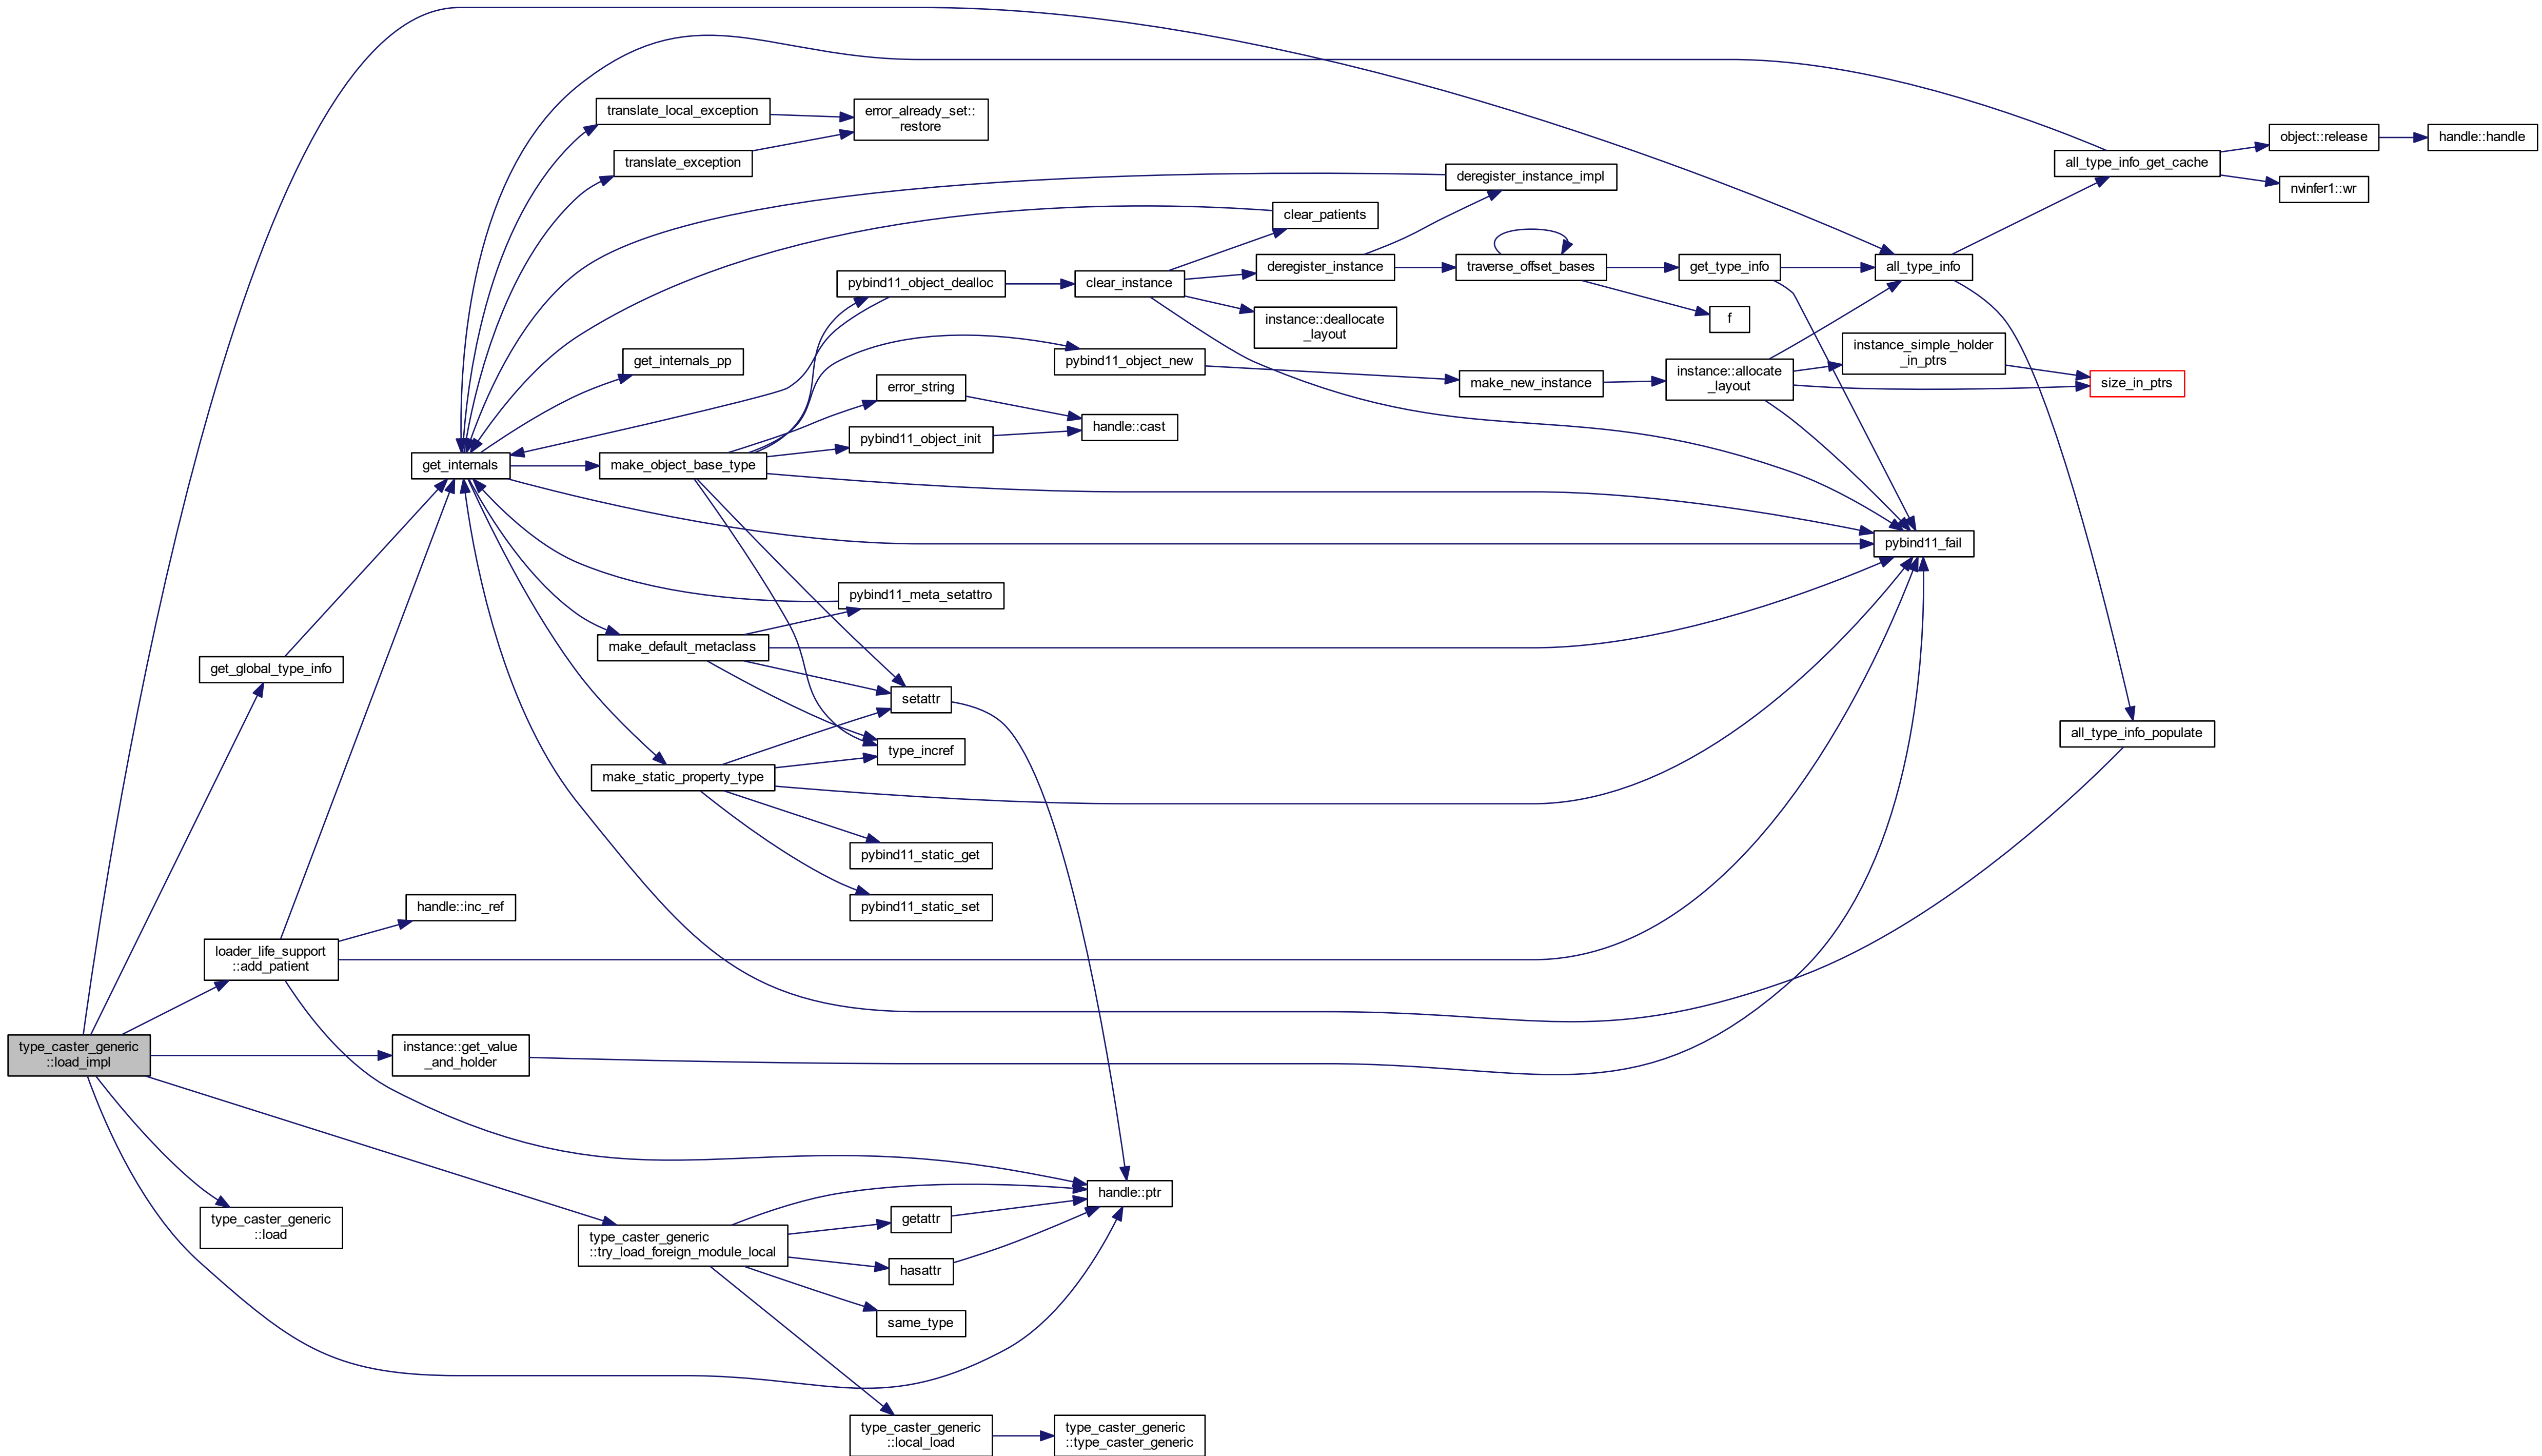 translate_local_exception
error_already_set::
restore
translate_exception
object::release
handle::handle
all_type_info_get_cache
nvinfer1::wr
deregister_instance_impl
clear_patients
pybind11_object_dealloc
clear_instance
deregister_instance
traverse_offset_bases
get_type_info
all_type_info
instance::deallocate
_layout
f
get_internals_pp
pybind11_object_new
make_new_instance
instance::allocate
_layout
instance_simple_holder
_in_ptrs
size_in_ptrs
error_string
handle::cast
pybind11_object_init
get_internals
make_object_base_type
pybind11_fail
pybind11_meta_setattro
make_default_metaclass
get_global_type_info
setattr
all_type_info_populate
type_incref
make_static_property_type
pybind11_static_get
pybind11_static_set
handle::inc_ref
loader_life_support
::add_patient
type_caster_generic
::load_impl
instance::get_value
_and_holder
handle::ptr
type_caster_generic
::load
getattr
type_caster_generic
::try_load_foreign_module_local
hasattr
same_type
type_caster_generic
::local_load
type_caster_generic
::type_caster_generic